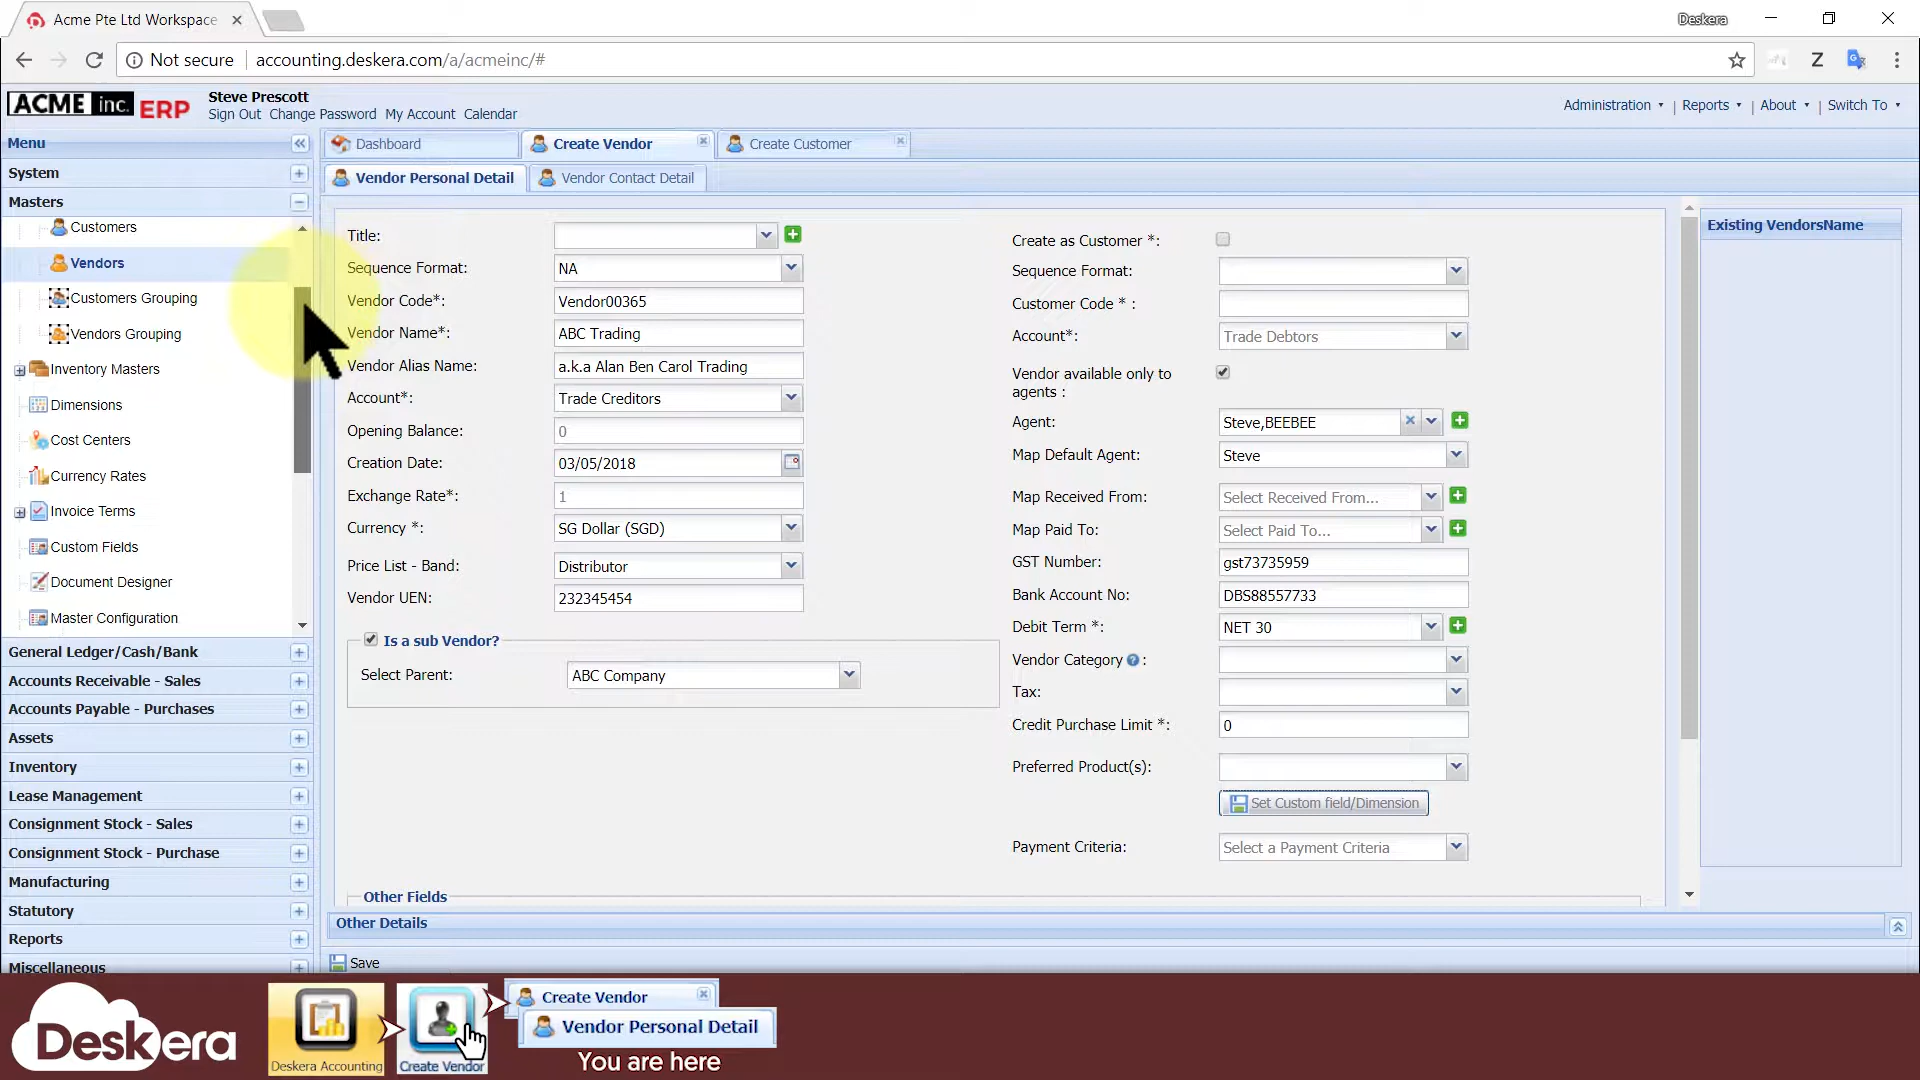 Acme Pte Ltd Workspace
Deskera
Not secure
accounting.deskera.com/a/acmeinc/#
ACME inc. ERP
Steve Prescott
Sign Out Change Password My Account Calendar
Administration | Reports | About | Switch To
Menu
System
Masters
Customers
Vendors
Customers Grouping
Vendors Grouping
Inventory Masters
Dimensions
Cost Centers
Currency Rates
Invoice Terms
Custom Fields
Document Designer
Master Configuration
General Ledger/Cash/Bank
Accounts Receivable - Sales
Accounts Payable - Purchases
Assets
Inventory
Lease Management
Consignment Stock - Sales
Consignment Stock - Purchase
Manufacturing
Statutory
Reports
Miscellaneous
Dashboard
Create Vendor
Create Customer
Vendor Personal Detail
Vendor Contact Detail
Title:
Sequence Format: NA
Vendor Code*: Vendor00365
Vendor Name*: ABC Trading
Vendor Alias Name: a.k.a Alan Ben Carol Trading
Account*: Trade Creditors
Opening Balance: 0
Creation Date: 03/05/2018
Exchange Rate*: 1
Currency *: SG Dollar (SGD)
Price List - Band: Distributor
Vendor UEN: 232345454
Is a sub Vendor?
Select Parent: ABC Company
Create as Customer *:
Sequence Format:
Customer Code * :
Account*: Trade Debtors
Vendor available only to
agents :
Agent: Steve,BEEBEE
Map Default Agent: Steve
Map Received From: Select Received From...
Map Paid To: Select Paid To...
GST Number: gst73735959
Bank Account No: DBS88557733
Debit Term *: NET 30
Vendor Category :
Tax:
Credit Purchase Limit *: 0
Preferred Product(s):
Set Custom field/Dimension
Payment Criteria: Select a Payment Criteria
Existing VendorsName
Other Fields
Other Details
Save
Deskera
Deskera Accounting
Create Vendor
Create Vendor
Vendor Personal Detail
You are here